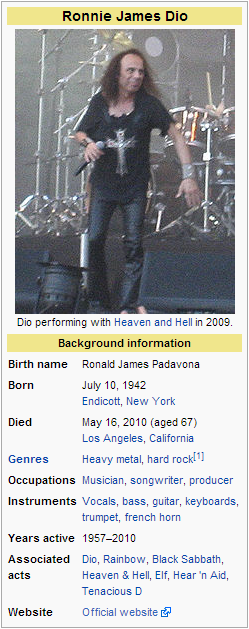 Ronnie James Dio
Dio performing with Heaven and Hell in 2009.
Background information
Birth name Ronald James Padavona
Born July 10, 1942
Endicott, New York
Died May 16, 2010 (aged 67)
Los Angeles, California
Genres Heavy metal, hard rock[1]
Occupations Musician, songwriter, producer
Instruments Vocals, bass, guitar, keyboards,
trumpet, french horn
Years active 1957–2010
Associated acts Dio, Rainbow, Black Sabbath,
Heaven & Hell, Elf, Hear 'n Aid,
Tenacious D
Website Official website